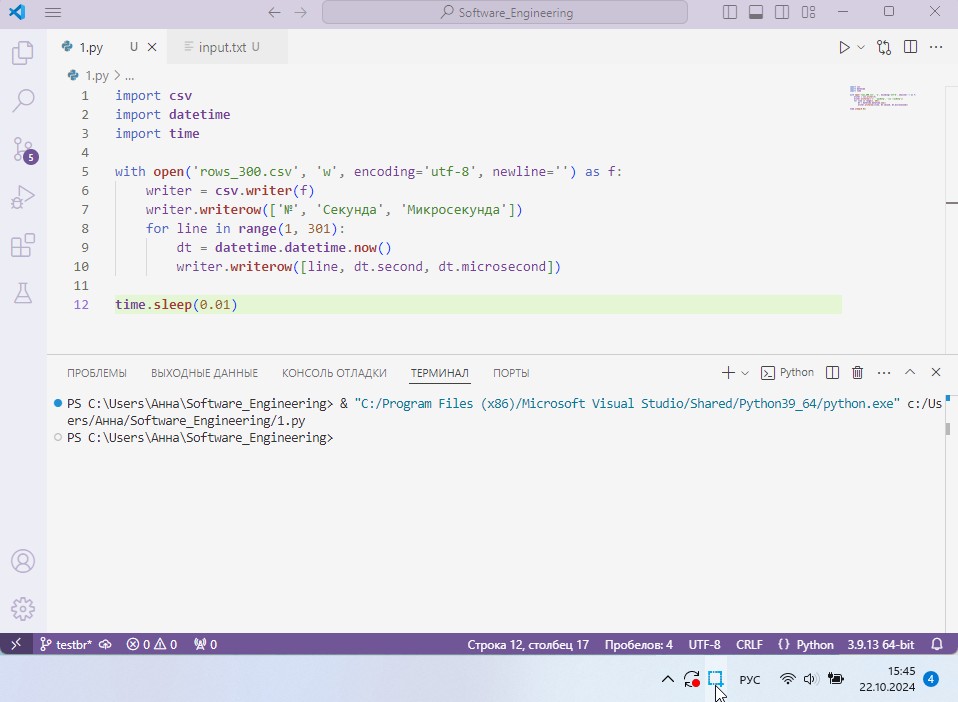 Software_Engineering
1.py U
input.txt U
1.py > ...
1 import csv
2 import datetime
3 import time
4
5 with open('rows_300.csv', 'w', encoding='utf-8', newline='') as f:
6 writer = csv.writer(f)
7 writer.writerow(['№', 'Секунда', 'Микросекунда'])
8 for line in range(1, 301):
9 dt = datetime.datetime.now()
10 writer.writerow([line, dt.second, dt.microsecond])
11
12 time.sleep(0.01)
ПРОБЛЕМЫ ВЫХОДНЫЕ ДАННЫЕ КОНСОЛЬ ОТЛАДКИ ТЕРМИНАЛ ПОРТЫ
Python
PS C:\Users\Анна\Software_Engineering> & "C:/Program Files (x86)/Microsoft Visual Studio/Shared/Python39_64/python.exe" c:/Us
ers/Анна/Software_Engineering/1.py
PS C:\Users\Анна\Software_Engineering>
5
testbr* 0 0 0 Строка 12, столбец 17 Пробелов: 4 UTF-8 CRLF {} Python 3.9.13 64-bit
РУС 15:45
22.10.2024 4